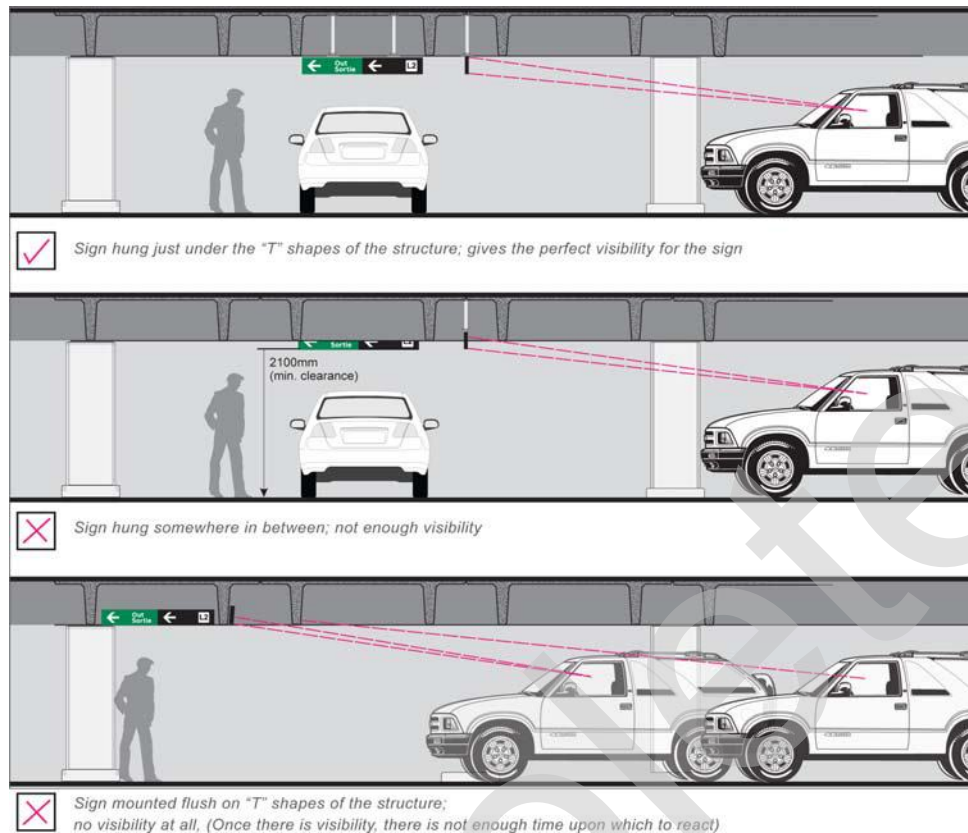 ← Out
Sortie ← L2
Sign hung just under the “T” shapes of the structure; gives the perfect visibility for the sign
Sortie ←
2100mm
(min. clearance)
Sign hung somewhere in between; not enough visibility
← Out
Sortie ← L2
Sign mounted flush on “T” shapes of the structure;
no visibility at all, (Once there is visibility, there is not enough time upon which to react)